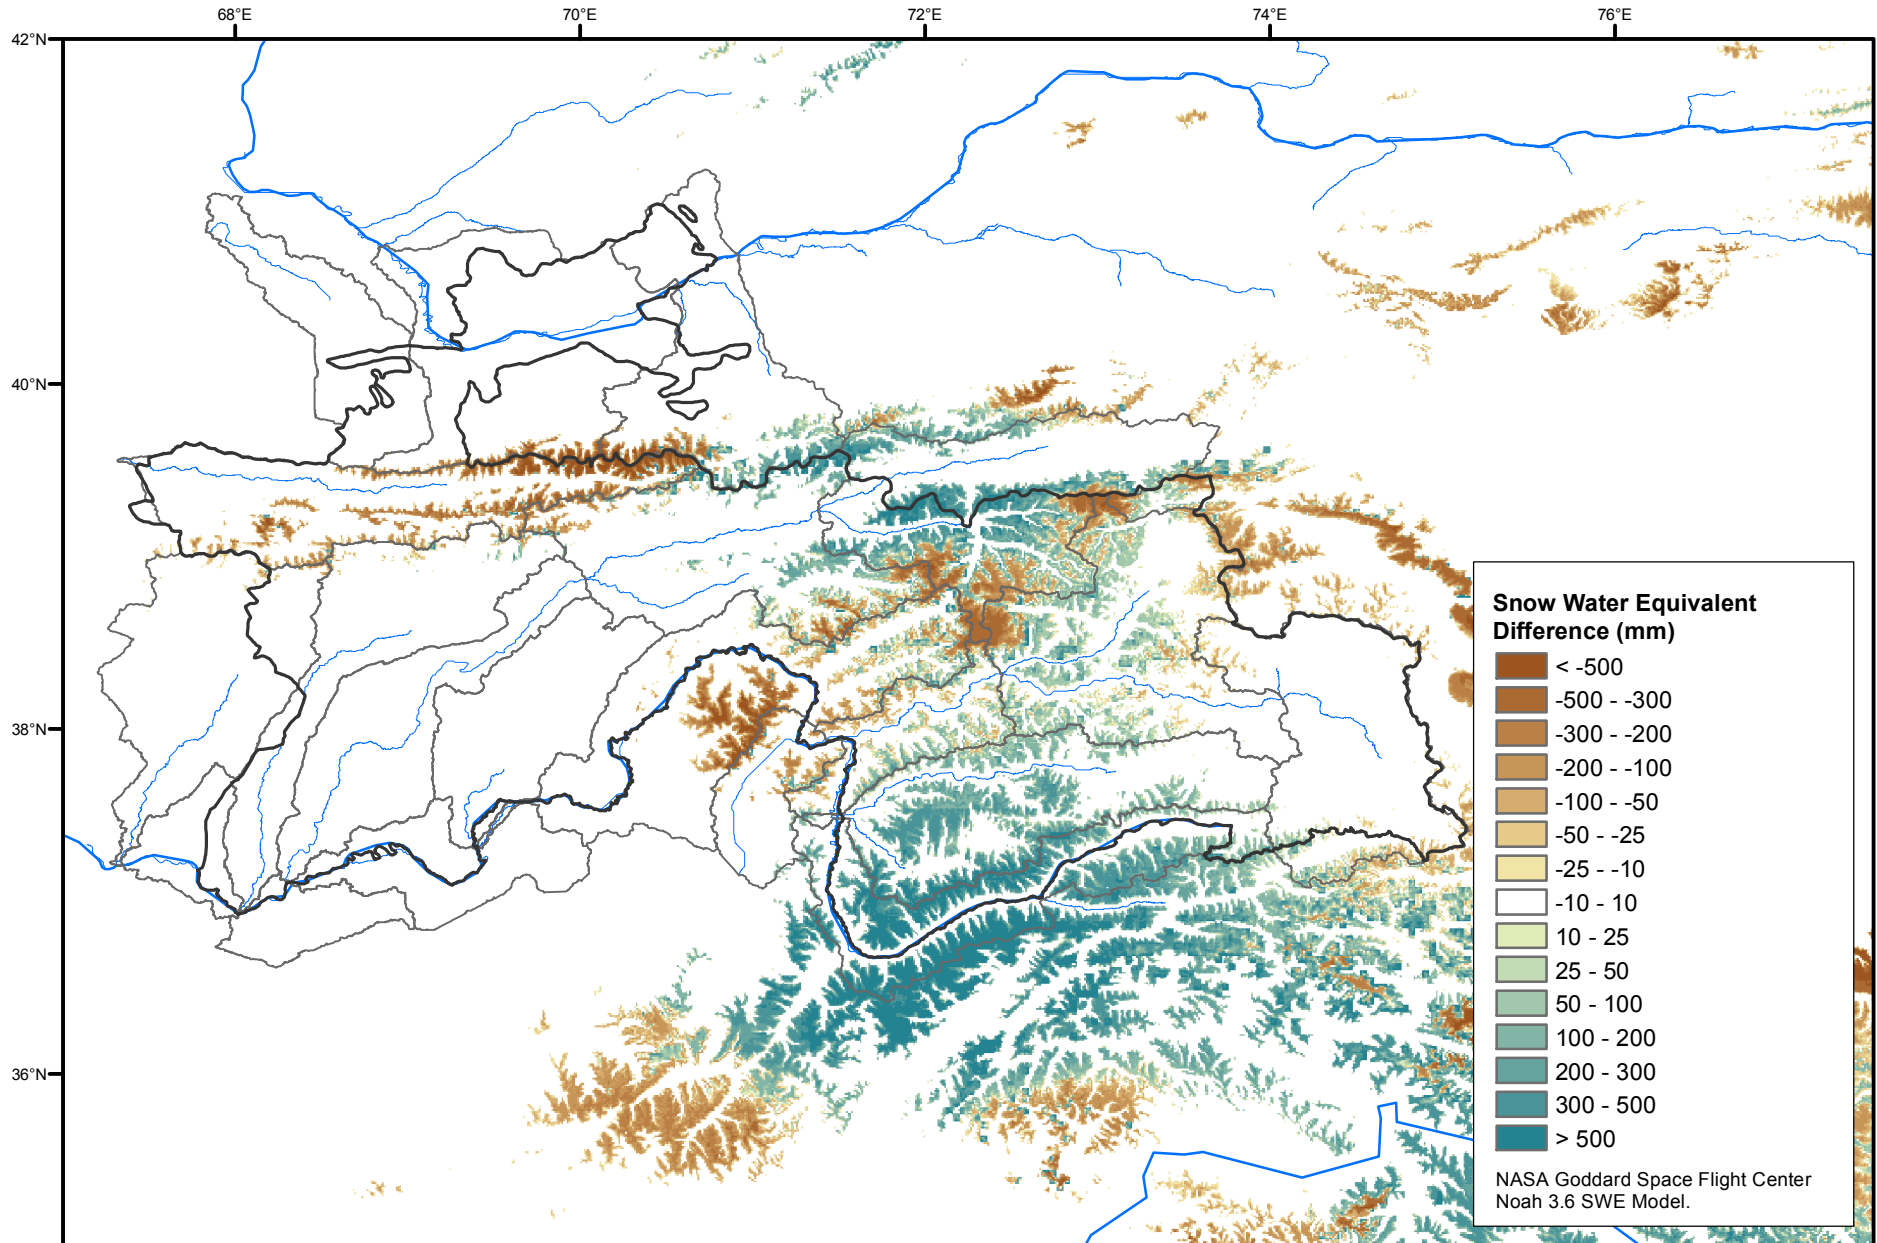 68°E
70°E
72°E
74°E
76°E
42°N
40°N
38°N
36°N
Snow Water Equivalent
Difference (mm)
< -500
-500 - -300
-300 - -200
-200 - -100
-100 - -50
-50 - -25
-25 - -10
-10 - 10
10 - 25
25 - 50
50 - 100
100 - 200
200 - 300
300 - 500
> 500
NASA Goddard Space Flight Center
Noah 3.6 SWE Model.